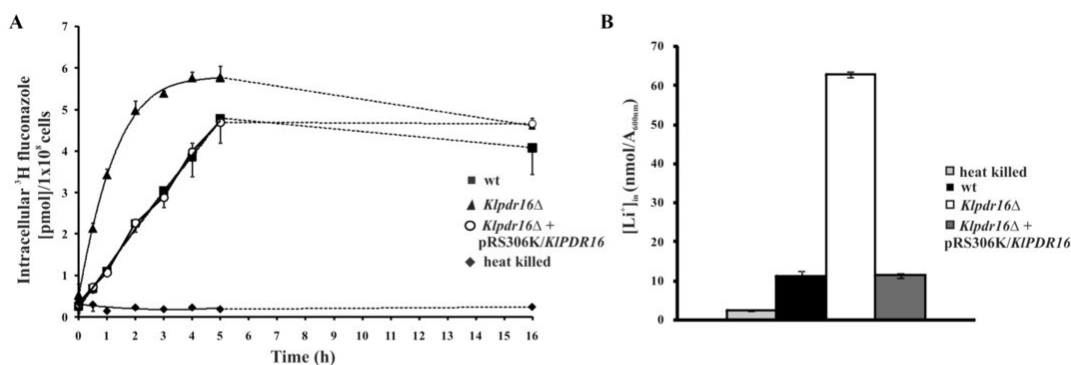 A
Intracellular ³H fluconazole
[pmol]/1x10⁸ cells
7
6
5
4
3
2
1
0
0 1 2 3 4 5 6 7 8 9 10 11 12 13 14 15 16
Time (h)
wt
Klpdr16Δ
Klpdr16Δ +
pRS306K/KlPDR16
heat killed
B
[Li⁺]in (nmol/A600nm)
70
60
50
40
30
20
10
0
heat killed
wt
Klpdr16Δ
Klpdr16Δ +
pRS306K/KlPDR16